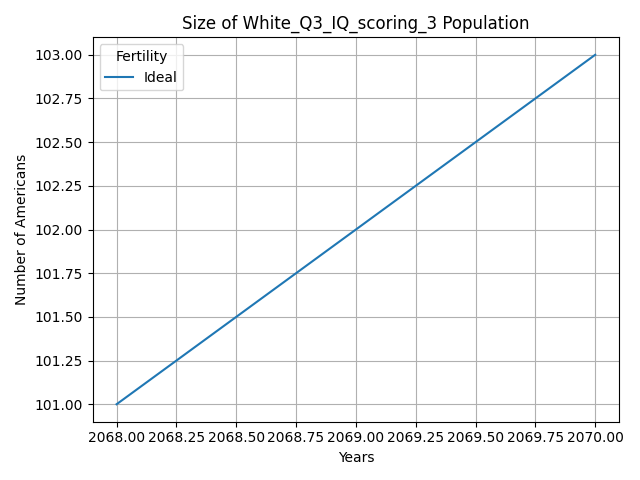 Size of White_Q3_IQ_scoring_3 Population
Fertility
Ideal
Number of Americans
103.00
102.75
102.50
102.25
102.00
101.75
101.50
101.25
101.00
2068.00 2068.25 2068.50 2068.75 2069.00 2069.25 2069.50 2069.75 2070.00
Years